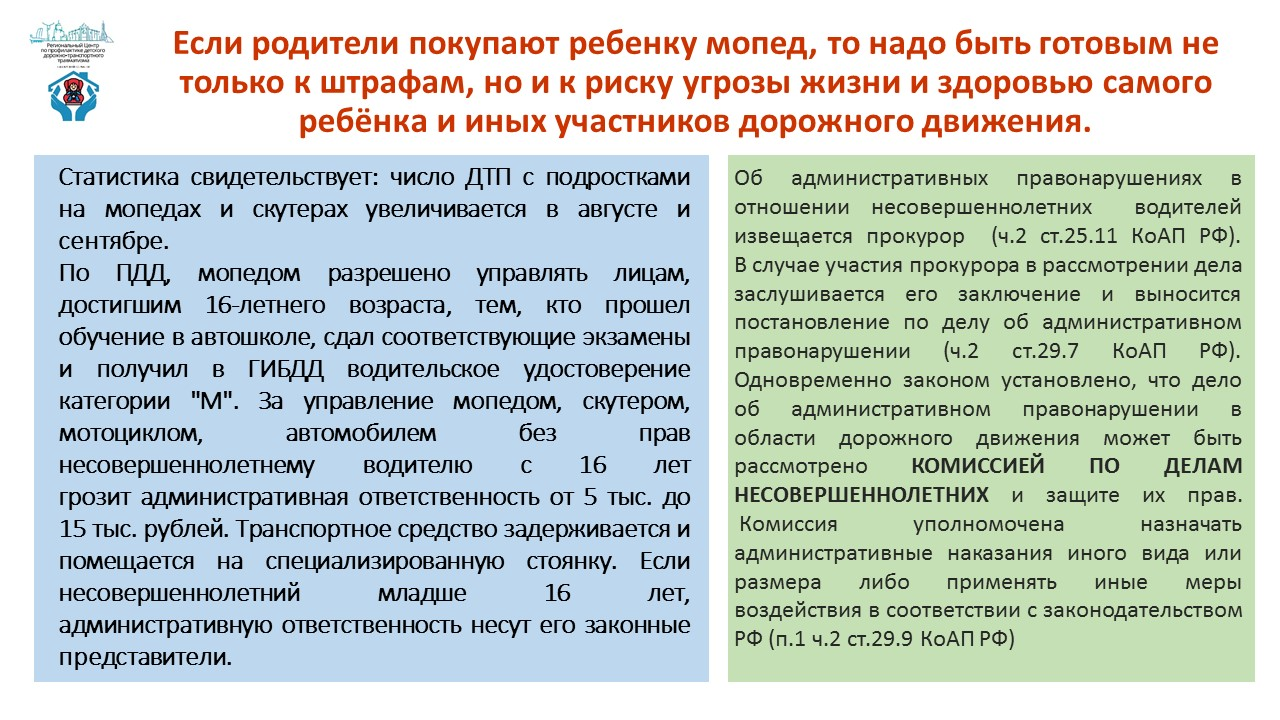 Региональный Центр
по профилактике детского
дорожно-транспортного
травматизма
Если родители покупают ребенку мопед, то надо быть готовым не
только к штрафам, но и к риску угрозы жизни и здоровью самого
ребёнка и иных участников дорожного движения.
Статистика свидетельствует: число ДТП с подростками
на мопедах и скутерах увеличивается в августе и
сентябре.
По ПДД, мопедом разрешено управлять лицам,
достигшим 16-летнего возраста, тем, кто прошел
обучение в автошколе, сдал соответствующие экзамены
и получил в ГИБДД водительское удостоверение
категории "М". За управление мопедом, скутером,
мотоциклом, автомобилем без прав
несовершеннолетнему водителю с 16 лет
грозит административная ответственность от 5 тыс. до
15 тыс. рублей. Транспортное средство задерживается и
помещается на специализированную стоянку. Если
несовершеннолетний младше 16 лет,
административную ответственность несут его законные
представители.
Об административных правонарушениях в
отношении несовершеннолетних водителей
извещается прокурор (ч.2 ст.25.11 КоАП РФ).
В случае участия прокурора в рассмотрении дела
заслушивается его заключение и выносится
постановление по делу об административном
правонарушении (ч.2 ст.29.7 КоАП РФ).
Одновременно законом установлено, что дело
об административном правонарушении в
области дорожного движения может быть
рассмотрено КОМИССИЕЙ ПО ДЕЛАМ
НЕСОВЕРШЕННОЛЕТНИХ и защите их прав.
Комиссия уполномочена назначать
административные наказания иного вида или
размера либо применять иные меры
воздействия в соответствии с законодательством
РФ (п.1 ч.2 ст.29.9 КоАП РФ)